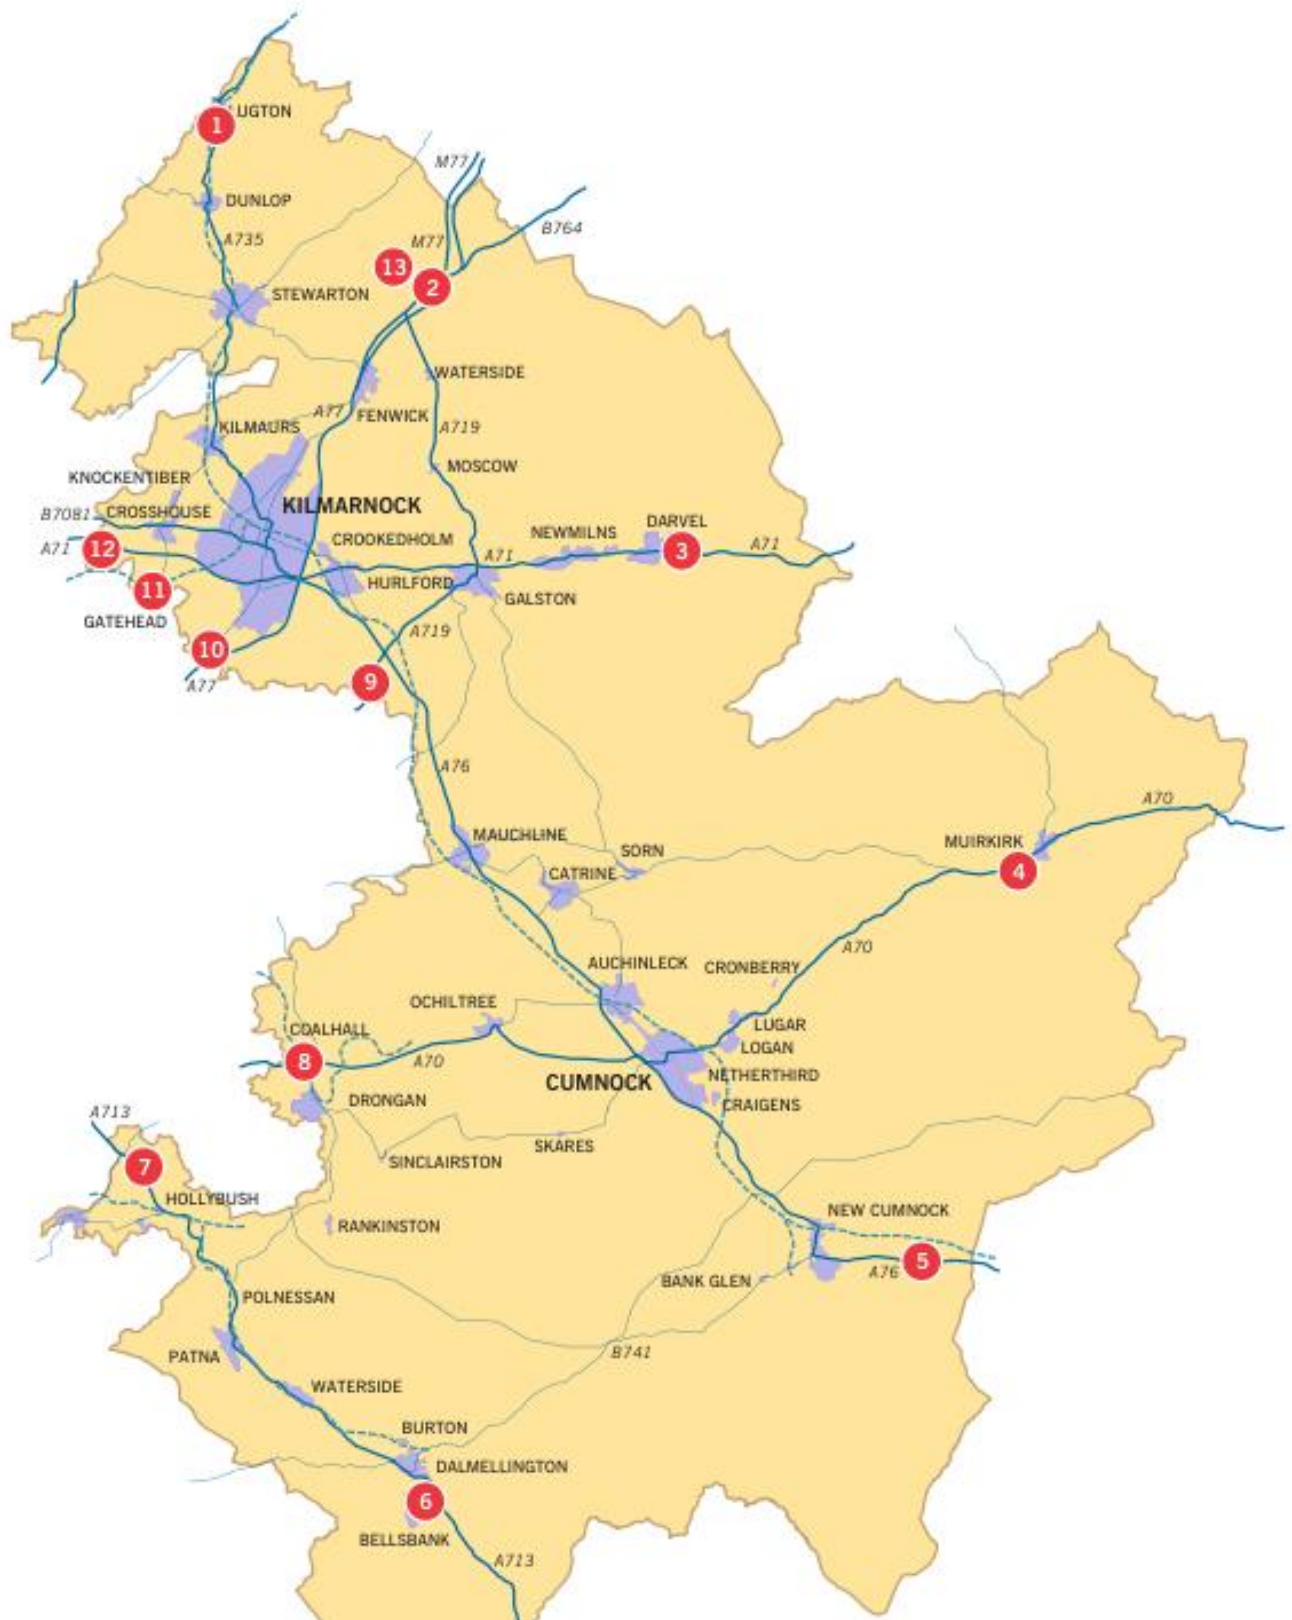 LUGTON
1
M77
DUNLOP
B764
A735
M77
13
2
STEWARTON
WATERSIDE
A77
FENWICK
KILMAURS
A719
MOSCOW
KNOCKENTIBER
KILMARNOCK
B7081
CROSSHOUSE
DARVEL
NEWMILNS
CROOKEDHOLM
A71
12
A71
3
A71
HURLFORD
11
GALSTON
GATEHEAD
A719
10
9
A77
A76
A70
MAUCHLINE
MUIRKIRK
SORN
CATRINE
4
A70
AUCHINLECK
CRONBERRY
OCHILTREE
COALHALL
LUGAR
LOGAN
8
A70
CUMNOCK
NETHERTHIRD
DRONGAN
CRAIGENS
A713
SKARES
SINCLAIRSTON
7
HOLLYBUSH
NEW CUMNOCK
RANKINSTON
5
A76
BANK GLEN
POLNESSAN
B741
PATNA
WATERSIDE
BURTON
DALMELLINGTON
6
BELLSBANK
A713